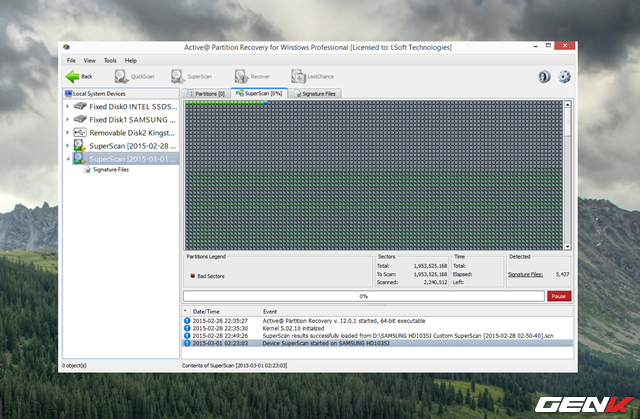 Active@ Partition Recovery for Windows Professional [Licensed to: LSoft Technologies]
File View Tools Help
Back QuickScan SuperScan Recover LastChance
Local System Devices
Partitions [0] SuperScan [0%] Signature Files
Fixed Disk0 INTEL SSDS...
Fixed Disk1 SAMSUNG ...
Removable Disk2 Kingst...
SuperScan [2015-02-28 ...
SuperScan [2015-03-01 ...
Signature Files
Partitions Legend
Bad Sectors
Sectors
Total: 1,953,525,168
To Scan: 1,953,525,168
Scanned: 2,240,512
Time
Total:
Elapsed:
Left:
Detected
Signature Files: 5,437
0% Pause
* Date/Time Event
2015-02-28 22:35:27 Active@ Partition Recovery v. 12.0.1 started, 64-bit executable
2015-02-28 22:35:30 Kernel 5.02.10 initialized
2015-02-28 22:49:26 SuperScan results successfully loaded from D:\SAMSUNG HD103SJ Custom SuperScan [2015-02-28 02-50-40].scn
2015-03-01 02:23:03 Device SuperScan started on SAMSUNG HD103SJ
0 object(s) Contents of SuperScan [2015-03-01 02:23:03]
GENK